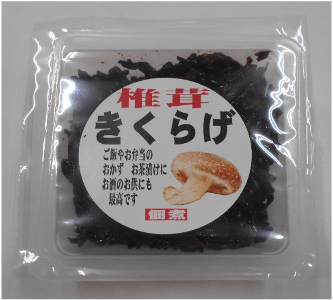 椎茸
きくらげ
ご飯やお弁当の
おかず お茶漬けに
お酒のお供にも
最高です
佃煮